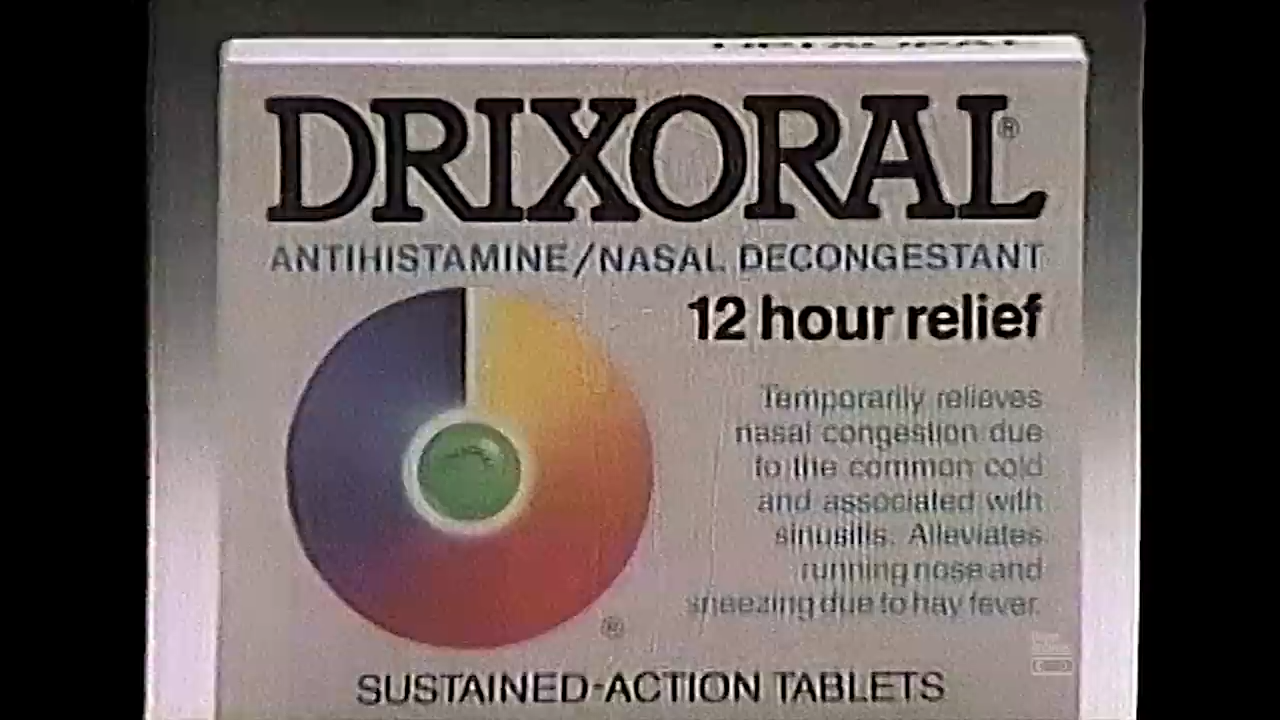 DRIXORAL®
ANTIHISTAMINE/NASAL DECONGESTANT
12 hour relief
Temporarily relieves
nasal congestion due
to the common cold
and associated with
sinusitis. Alleviates
running nose and
sneezing due to hay fever.
®
SUSTAINED-ACTION TABLETS